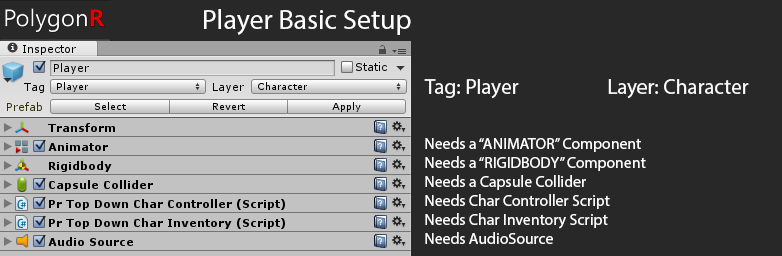 PolygonR
Player Basic Setup
Inspector
Player
Static
Tag Player Layer Character
Prefab Select Revert Apply
Transform
Animator
Rigidbody
Capsule Collider
Pr Top Down Char Controller (Script)
Pr Top Down Char Inventory (Script)
Audio Source
Tag: Player
Layer: Character
Needs a “ANIMATOR” Component
Needs a “RIGIDBODY” Component
Needs a Capsule Collider
Needs Char Controller Script
Needs Char Inventory Script
Needs AudioSource